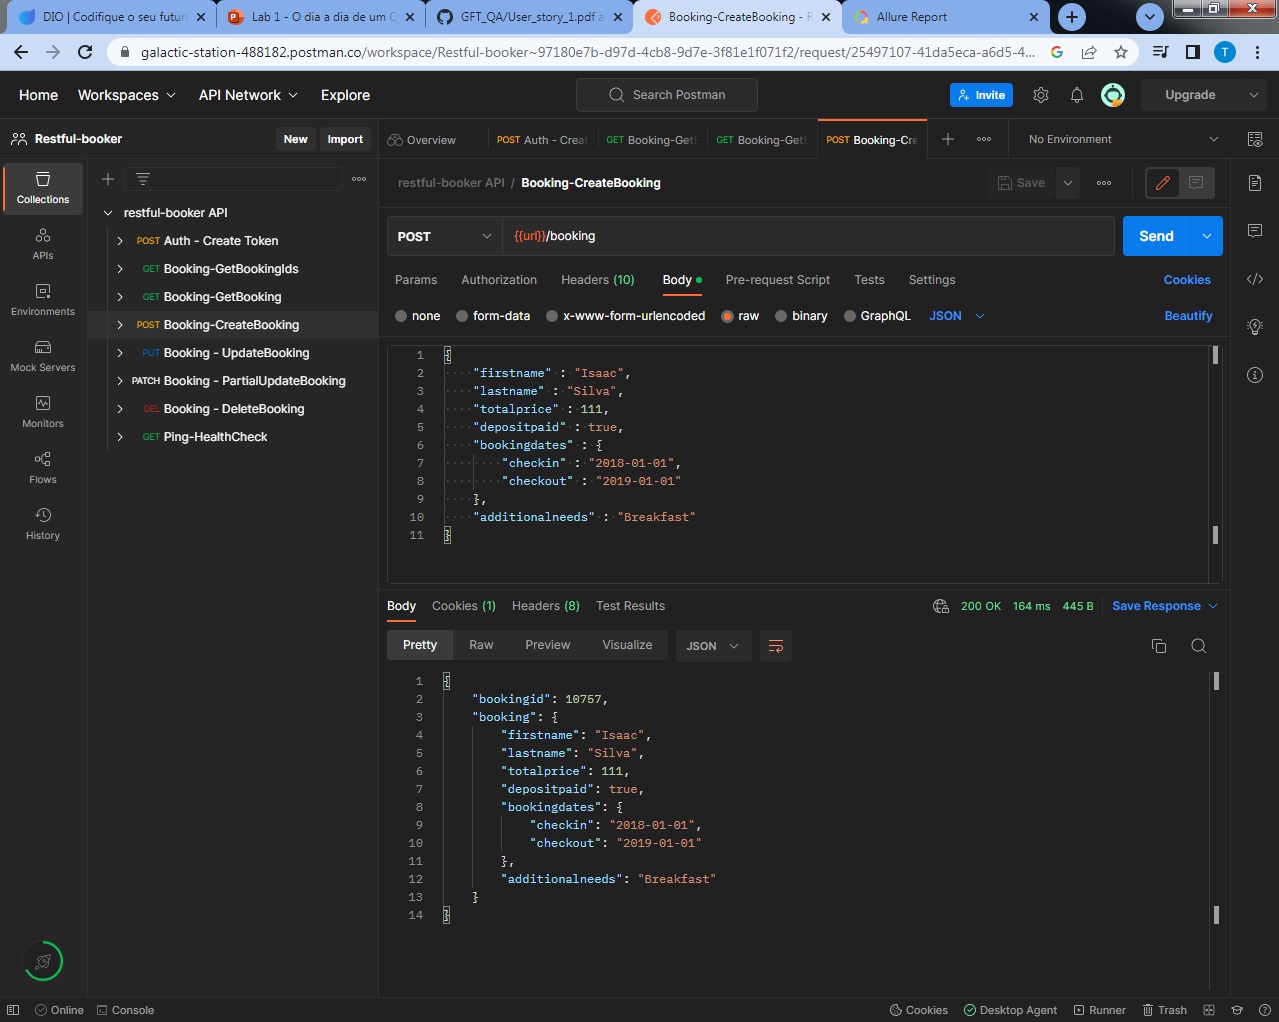 DIO | Codifique o seu futur
Lab 1 - O dia a dia de um Q
GFT_QA/User_story_1.pdf a
Booking-CreateBooking - R
Allure Report
galactic-station-488182.postman.co/workspace/Restful-booker~97180e7b-d97d-4cb8-9d7e-3f81e1f071f2/request/25497107-41da5eca-a6d5-4...
T
Home
Workspaces
API Network
Explore
Search Postman
Invite
Upgrade
Restful-booker
New
Import
Overview
POST Auth - Creat
GET Booking-GetB
GET Booking-GetB
POST Booking-Cre
No Environment
Collections
APIs
Environments
Mock Servers
Monitors
Flows
History
restful-booker API
POST Auth - Create Token
GET Booking-GetBookingIds
GET Booking-GetBooking
POST Booking-CreateBooking
PUT Booking - UpdateBooking
PATCH Booking - PartialUpdateBooking
DEL Booking - DeleteBooking
GET Ping-HealthCheck
restful-booker API / Booking-CreateBooking
Save
POST
{{url}}/booking
Send
Params
Authorization
Headers (10)
Body
Pre-request Script
Tests
Settings
Cookies
none
form-data
x-www-form-urlencoded
raw
binary
GraphQL
JSON
Beautify
1 {
2 "firstname" : "Isaac",
3 "lastname" : "Silva",
4 "totalprice" : 111,
5 "depositpaid" : true,
6 "bookingdates" : {
7 "checkin" : "2018-01-01",
8 "checkout" : "2019-01-01"
9 },
10 "additionalneeds" : "Breakfast"
11 }
Body
Cookies (1)
Headers (8)
Test Results
200 OK
164 ms
445 B
Save Response
Pretty
Raw
Preview
Visualize
JSON
1 {
2 "bookingid": 10757,
3 "booking": {
4 "firstname": "Isaac",
5 "lastname": "Silva",
6 "totalprice": 111,
7 "depositpaid": true,
8 "bookingdates": {
9 "checkin": "2018-01-01",
10 "checkout": "2019-01-01"
11 },
12 "additionalneeds": "Breakfast"
13 }
14 }
Online
Console
Cookies
Desktop Agent
Runner
Trash